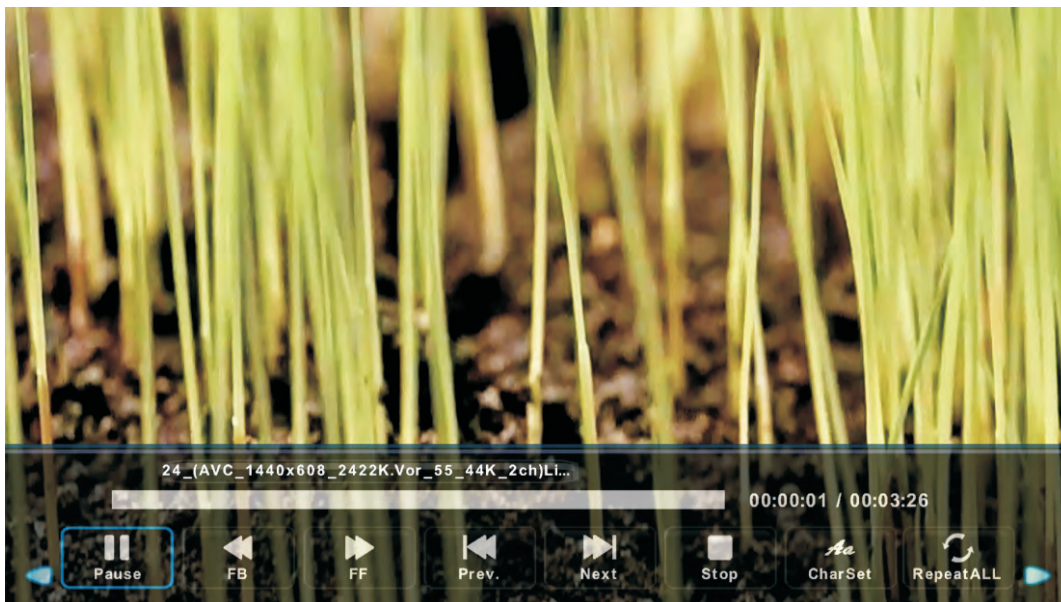 24_(AVC_1440x608_2422K.Vor_55_44K_2ch)Li...
00:00:01 / 00:03:26
Pause FB FF Prev. Next Stop CharSet RepeatALL